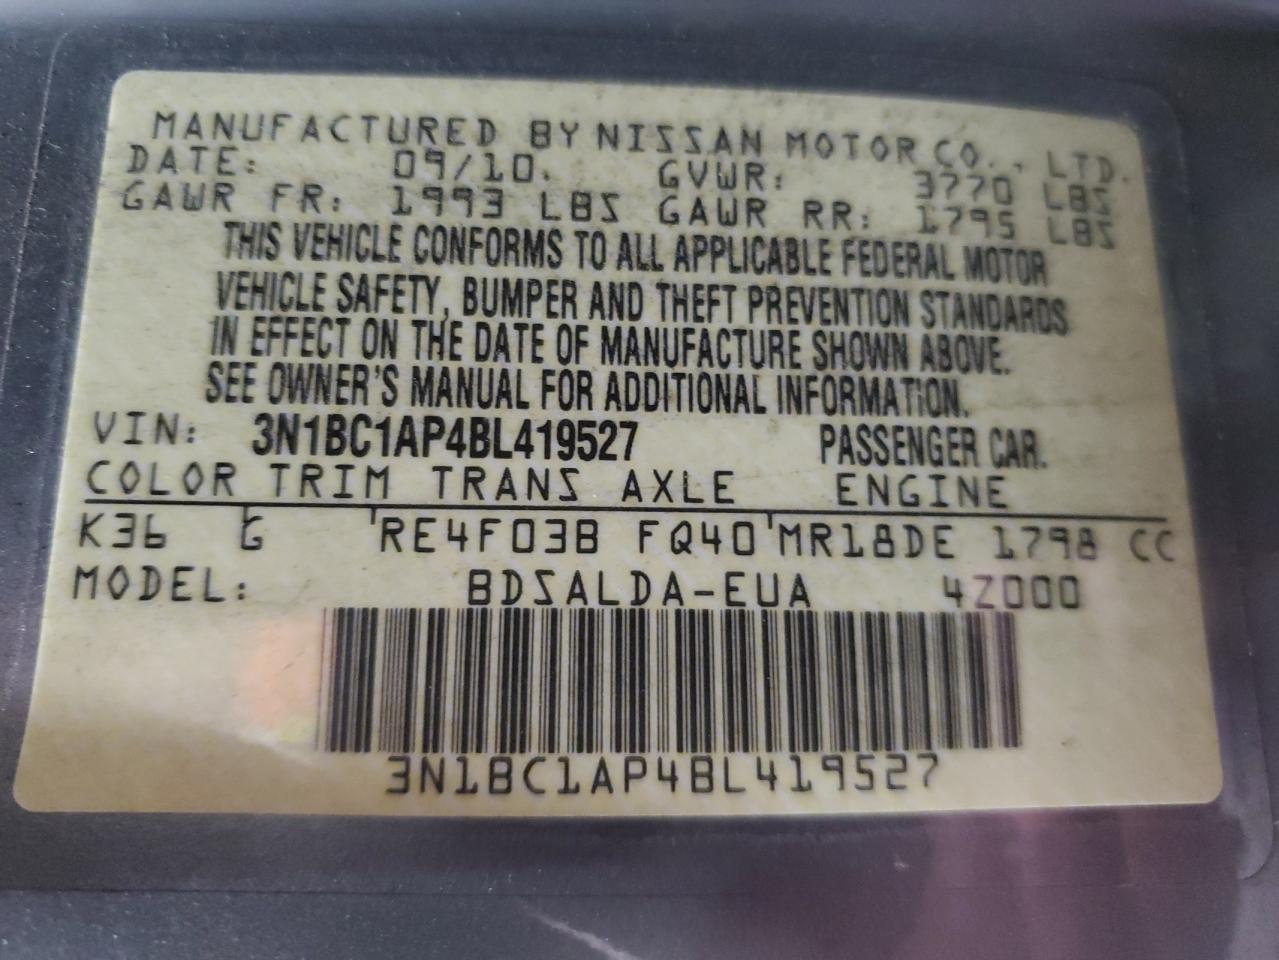 MANUFACTURED BY NISSAN MOTOR CO., LTD.
DATE: 09/10. GVWR: 3770 LBS
GAWR FR: 1993 LBS GAWR RR: 1795 LBS
THIS VEHICLE CONFORMS TO ALL APPLICABLE FEDERAL MOTOR
VEHICLE SAFETY, BUMPER AND THEFT PREVENTION STANDARDS
IN EFFECT ON THE DATE OF MANUFACTURE SHOWN ABOVE.
SEE OWNER'S MANUAL FOR ADDITIONAL INFORMATION.
VIN: 3N1BC1AP4BL419527 PASSENGER CAR.
COLOR TRIM TRANS AXLE ENGINE
K36 G RE4F03B FQ40 MR18DE 1798 CC
MODEL: BDSALDA-EUA 4Z000
3N1BC1AP4BL419527